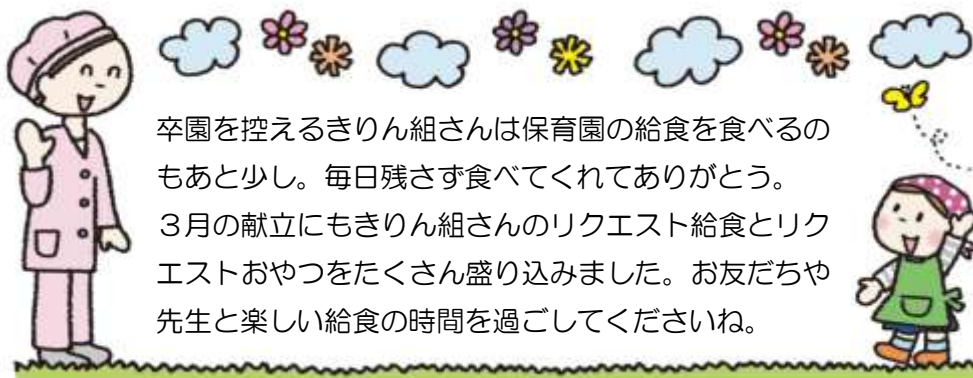 卒園を控えるきりん組さんは保育園の給食を食べるの
もあと少し。毎日残さず食べてくれてありがとう。
３月の献立にもきりん組さんのリクエスト給食とリク
エストおやつをたくさん盛り込みました。お友だちや
先生と楽しい給食の時間を過ごしてくださいね。